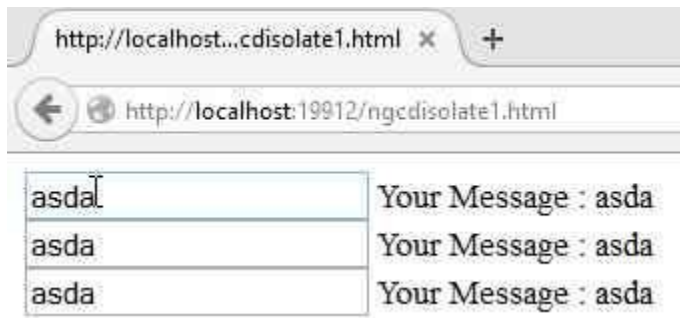 http://localhost...cdisolate1.html × +
http://localhost:19912/ngcdisolate1.html
asda Your Message : asda
asda Your Message : asda
asda Your Message : asda